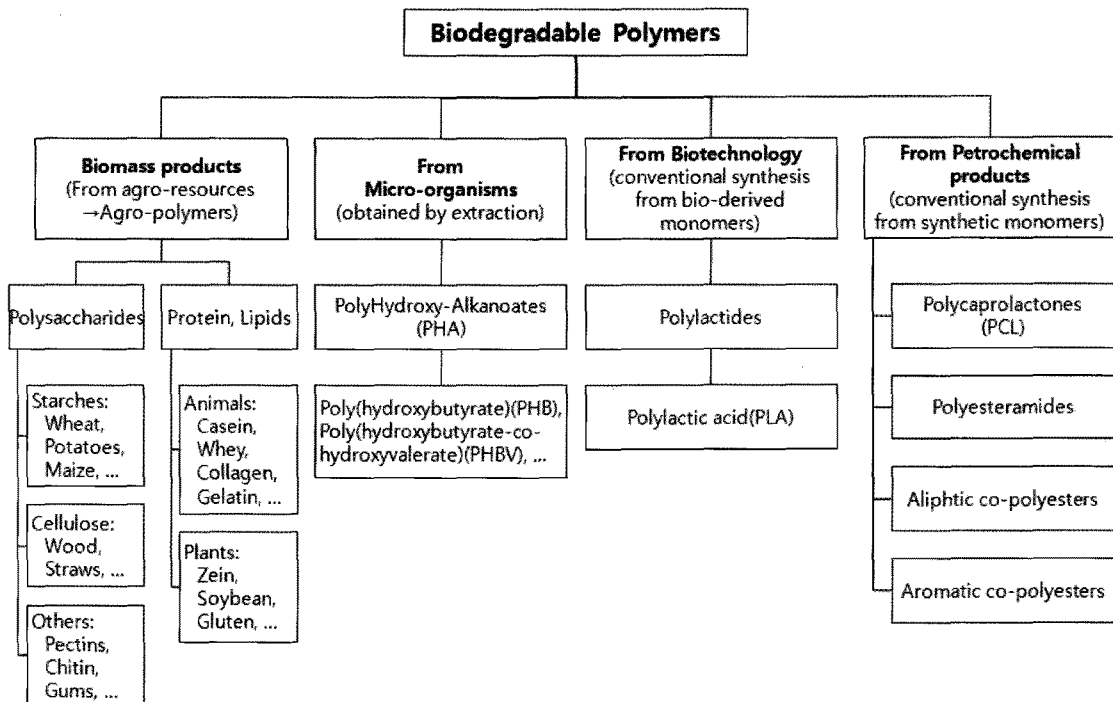 Biodegradable Polymers
Biomass products
(From agro-resources
→Agro-polymers)
From
Micro-organisms
(obtained by extraction)
From Biotechnology
(conventional synthesis
from bio-derived
monomers)
From Petrochemical
products
(conventional synthesis
from synthetic monomers)
Polysaccharides
Protein, Lipids
PolyHydroxy-Alkanoates
(PHA)
Polylactides
Polycaprolactones
(PCL)
Starches:
Wheat,
Potatoes,
Maize, ...
Animals:
Casein,
Whey,
Collagen,
Gelatin, ...
Poly(hydroxybutyrate)(PHB),
Poly(hydroxybutyrate-co-
hydroxyvalerate)(PHBV), ...
Polylactic acid(PLA)
Polyesteramides
Cellulose:
Wood,
Straws, ...
Plants:
Zein,
Soybean,
Gluten, ...
Aliphtic co-polyesters
Others:
Pectins,
Chitin,
Gums, ...
Aromatic co-polyesters